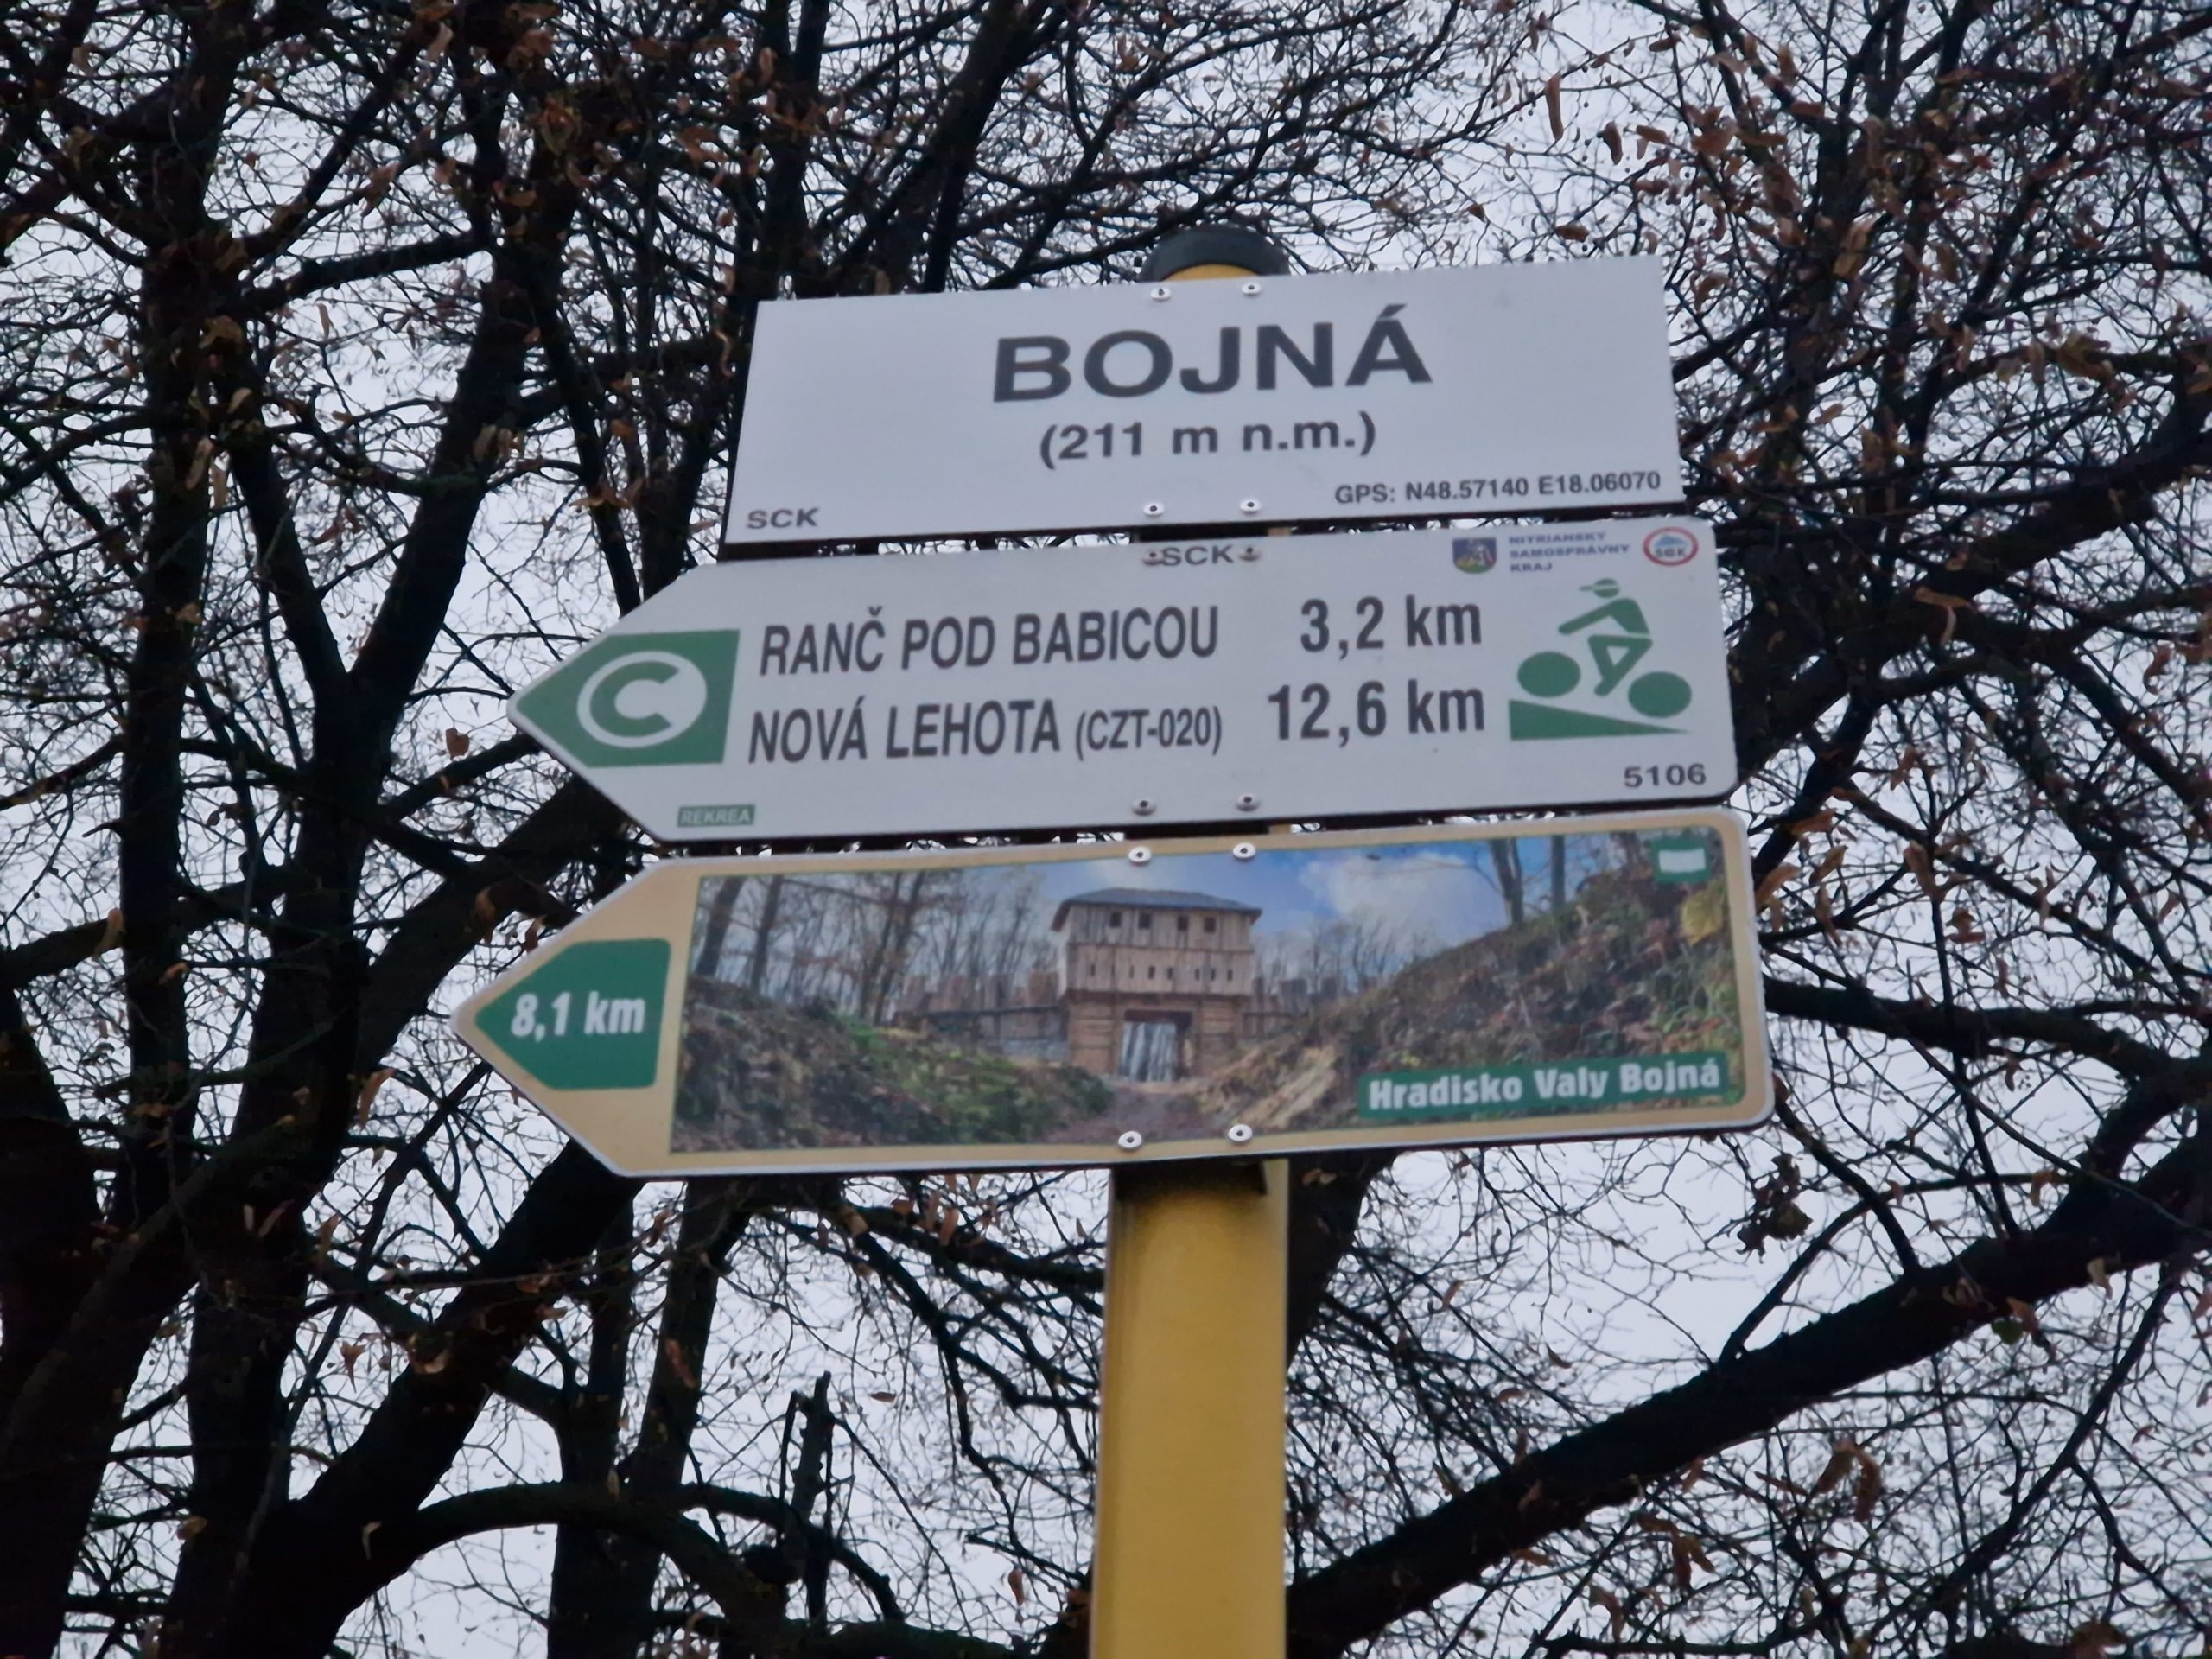 BOJNÁ
(211 m n.m.)
SCK
GPS: N48.57140 E18.06070
SCK
NITRIANSKY
SAMOSPRÁVNY
KRAJ
SCK
C
RANČ POD BABICOU 3,2 km
NOVÁ LEHOTA (CZT-020) 12,6 km
5106
REKREA
8,1 km
Hradisko Valy Bojná